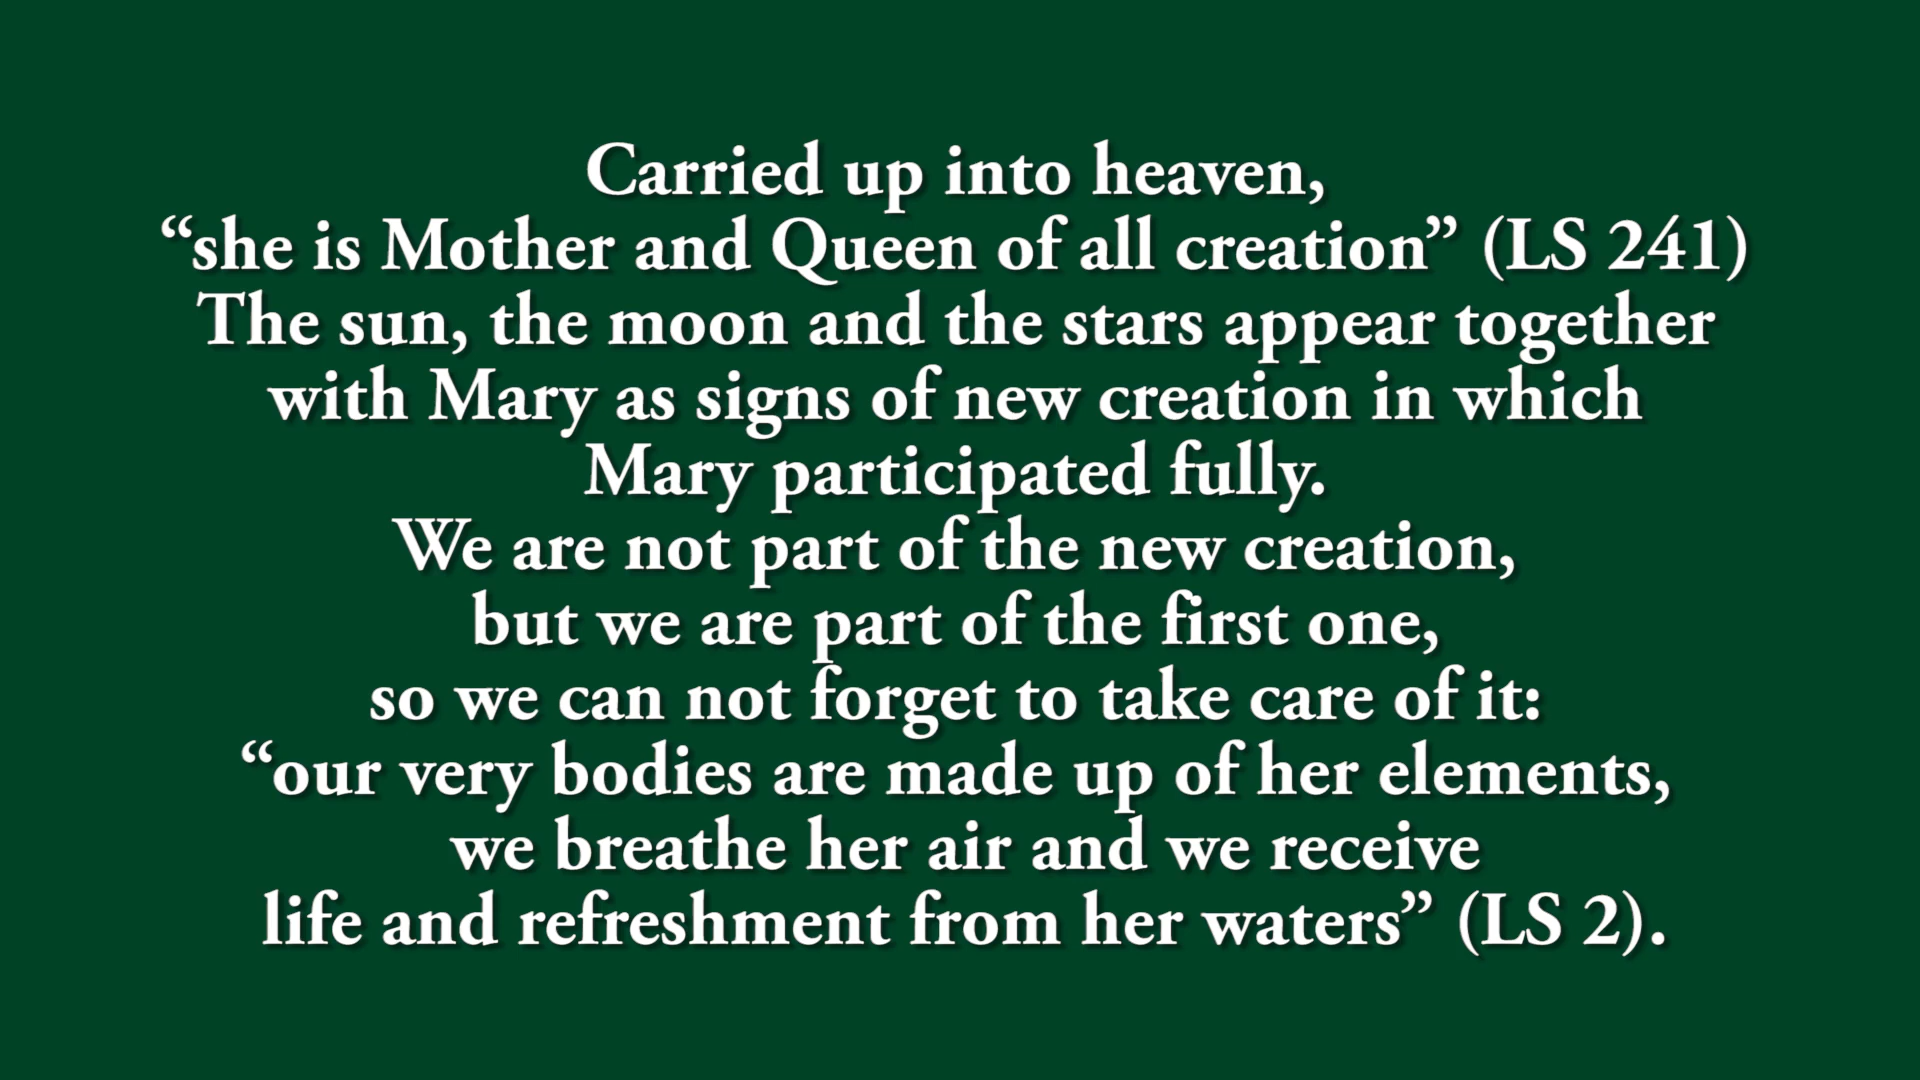 Carried up into heaven,
“she is Mother and Queen of all creation” (LS 241)
The sun, the moon and the stars appear together
with Mary as signs of new creation in which
Mary participated fully.
We are not part of the new creation,
but we are part of the first one,
so we can not forget to take care of it:
“our very bodies are made up of her elements,
we breathe her air and we receive
life and refreshment from her waters” (LS 2).